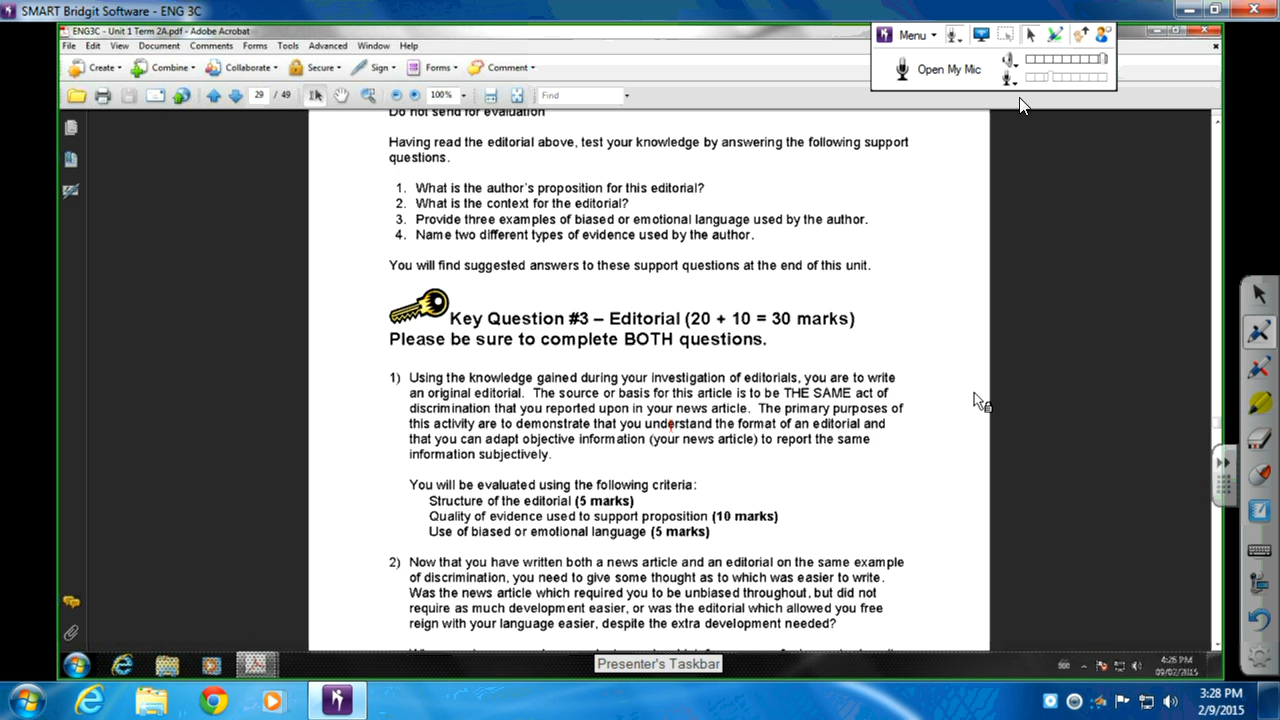 SMART Bridgit Software - ENG 3C
ENG3C - Unit 1 Term 2A.pdf - Adobe Acrobat
File Edit View Document Comments Forms Tools Advanced Window Help
Menu
Create Combine Collaborate Secure Sign Forms Comment
Open My Mic
29 / 49 100% Find
Do not send for evaluation
Having read the editorial above, test your knowledge by answering the following support
questions.
1. What is the author's proposition for this editorial?
2. What is the context for the editorial?
3. Provide three examples of biased or emotional language used by the author.
4. Name two different types of evidence used by the author.
You will find suggested answers to these support questions at the end of this unit.
Key Question #3 – Editorial (20 + 10 = 30 marks)
Please be sure to complete BOTH questions.
1) Using the knowledge gained during your investigation of editorials, you are to write
an original editorial. The source or basis for this article is to be THE SAME act of
discrimination that you reported upon in your news article. The primary purposes of
this activity are to demonstrate that you understand the format of an editorial and
that you can adapt objective information (your news article) to report the same
information subjectively.
You will be evaluated using the following criteria:
Structure of the editorial (5 marks)
Quality of evidence used to support proposition (10 marks)
Use of biased or emotional language (5 marks)
2) Now that you have written both a news article and an editorial on the same example
of discrimination, you need to give some thought as to which was easier to write.
Was the news article which required you to be unbiased throughout, but did not
require as much development easier, or was the editorial which allowed you free
reign with your language easier, despite the extra development needed?
Presenter's Taskbar
4:26 PM
09/02/2015
3:28 PM
2/9/2015